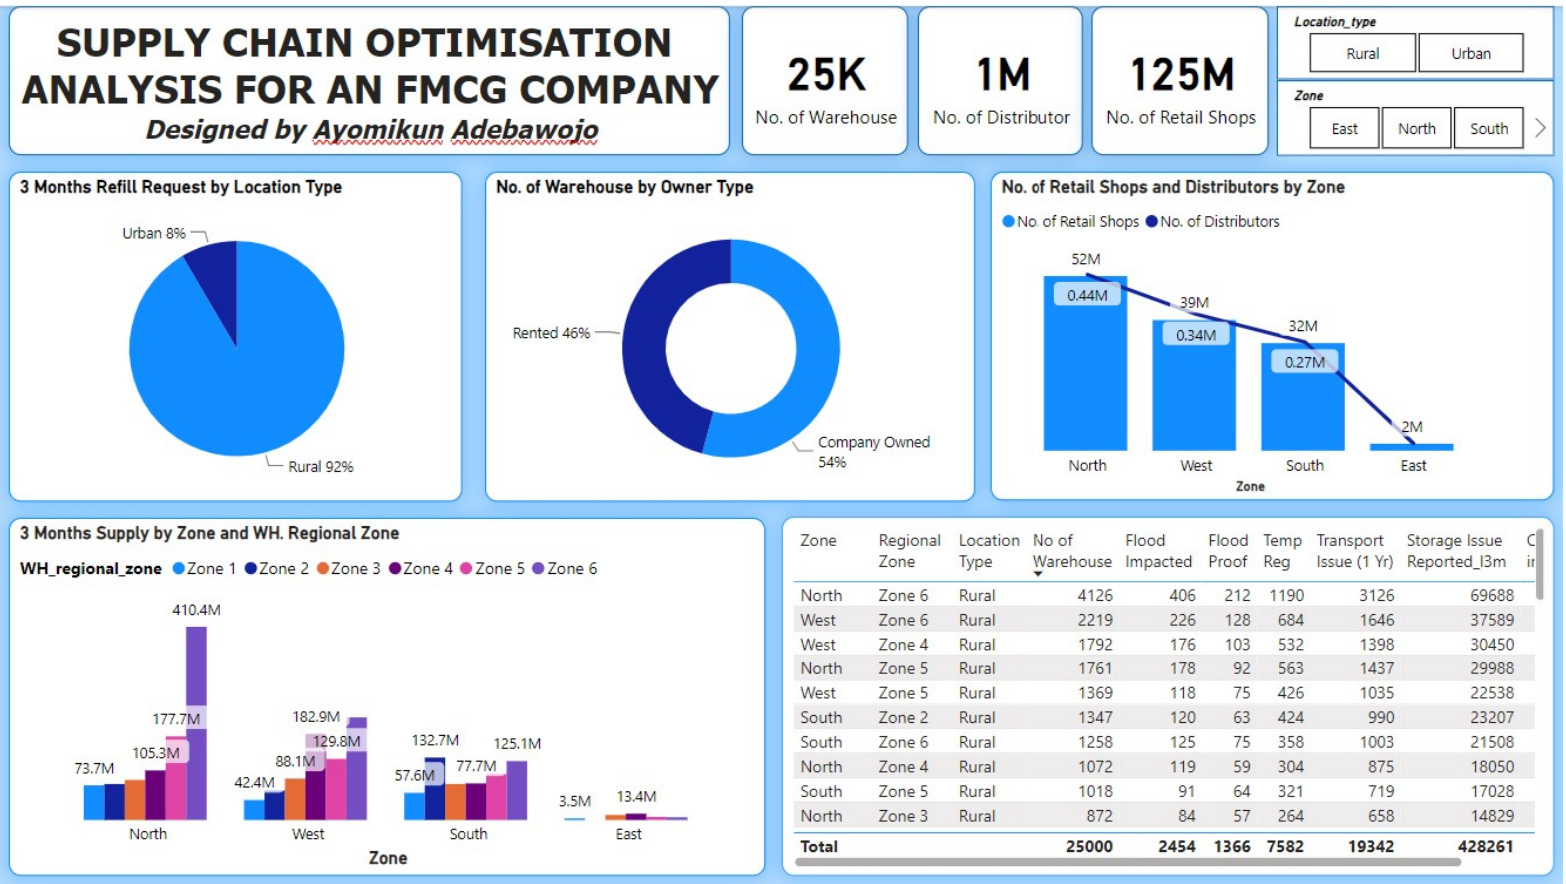 SUPPLY CHAIN OPTIMISATION
ANALYSIS FOR AN FMCG COMPANY
Designed by Ayomikun Adebawojo
25K
No. of Warehouse
1M
No. of Distributor
125M
No. of Retail Shops
Location_type
Rural
Urban
Zone
East
North
South
3 Months Refill Request by Location Type
Urban 8%
Rural 92%
No. of Warehouse by Owner Type
Rented 46%
Company Owned
54%
No. of Retail Shops and Distributors by Zone
No. of Retail Shops No. of Distributors
52M
0.44M
39M
0.34M
32M
0.27M
2M
North West South East
Zone
3 Months Supply by Zone and WH. Regional Zone
WH_regional_zone Zone 1 Zone 2 Zone 3 Zone 4 Zone 5 Zone 6
410.4M
177.7M
105.3M
73.7M
182.9M
129.8M
88.1M
42.4M
132.7M
125.1M
57.6M
77.7M
3.5M
13.4M
North West South East
Zone
Zone Regional Zone Location Type No of Warehouse Flood Impacted Flood Proof Temp Reg Transport Issue (1 Yr) Storage Issue Reported_l3m
North Zone 6 Rural 4126 406 212 1190 3126 69688
West Zone 6 Rural 2219 226 128 684 1646 37589
West Zone 4 Rural 1792 176 103 532 1398 30450
North Zone 5 Rural 1761 178 92 563 1437 29988
West Zone 5 Rural 1369 118 75 426 1035 22538
South Zone 2 Rural 1347 120 63 424 990 23207
South Zone 6 Rural 1258 125 75 358 1003 21508
North Zone 4 Rural 1072 119 59 304 875 18050
South Zone 5 Rural 1018 91 64 321 719 17028
North Zone 3 Rural 872 84 57 264 658 14829
Total 25000 2454 1366 7582 19342 428261